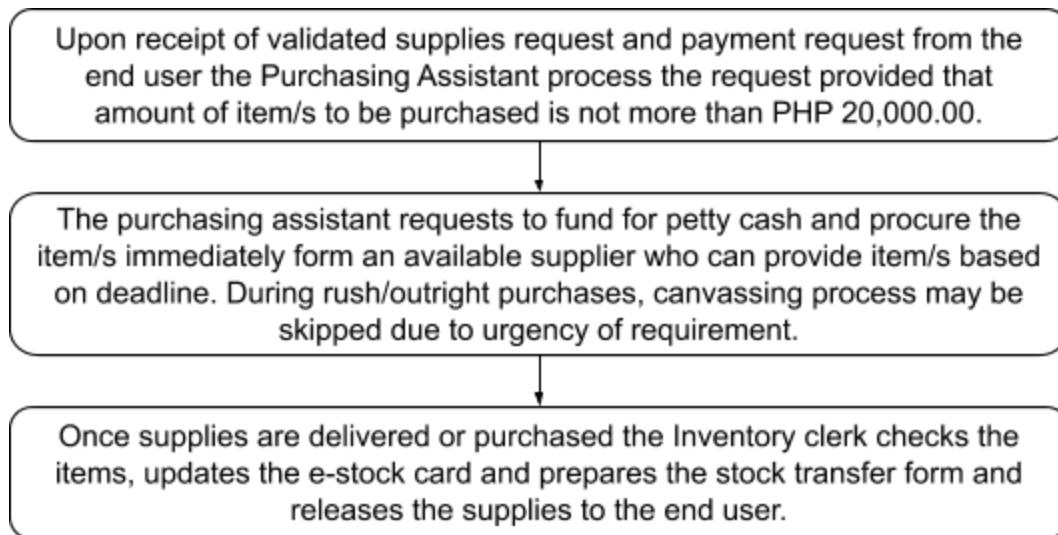 Upon receipt of validated supplies request and payment request from the
end user the Purchasing Assistant process the request provided that
amount of item/s to be purchased is not more than PHP 20,000.00.
The purchasing assistant requests to fund for petty cash and procure the
item/s immediately form an available supplier who can provide item/s based
on deadline. During rush/outright purchases, canvassing process may be
skipped due to urgency of requirement.
Once supplies are delivered or purchased the Inventory clerk checks the
items, updates the e-stock card and prepares the stock transfer form and
releases the supplies to the end user.